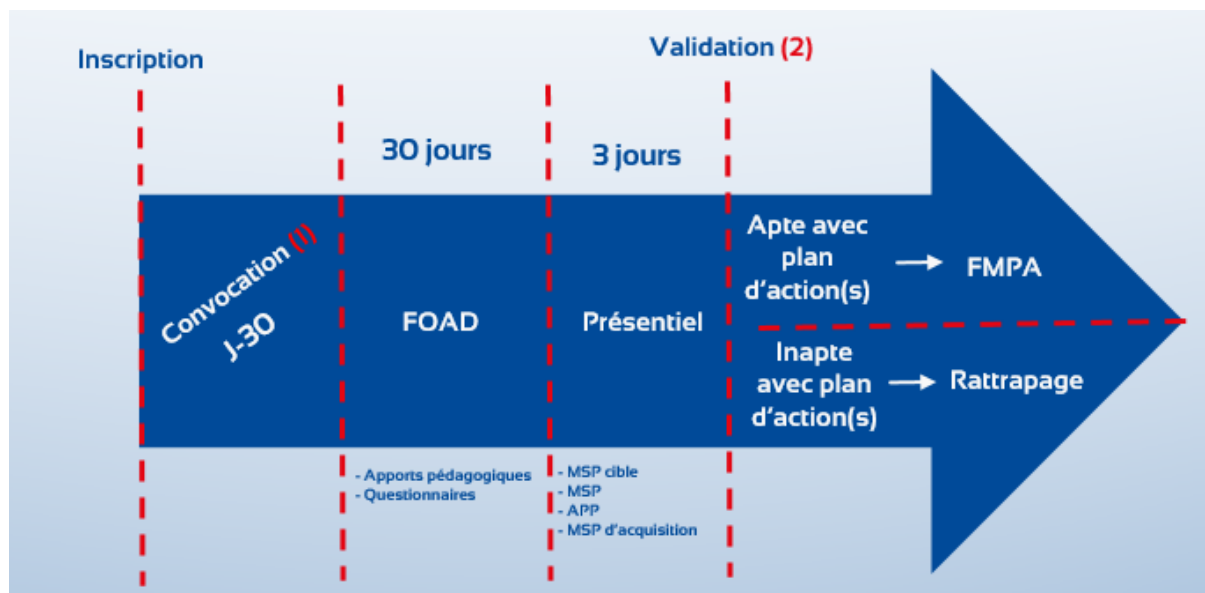 Inscription
Validation (2)
30 jours
3 jours
Convocation (1)
J-30
FOAD
Présentiel
Apte avec
plan
d'action(s)
FMPA
Inapte
avec plan
d'action(s)
Rattrapage
- Apports pédagogiques
- Questionnaires
- MSP cible
- MSP
- APP
- MSP d'acquisition